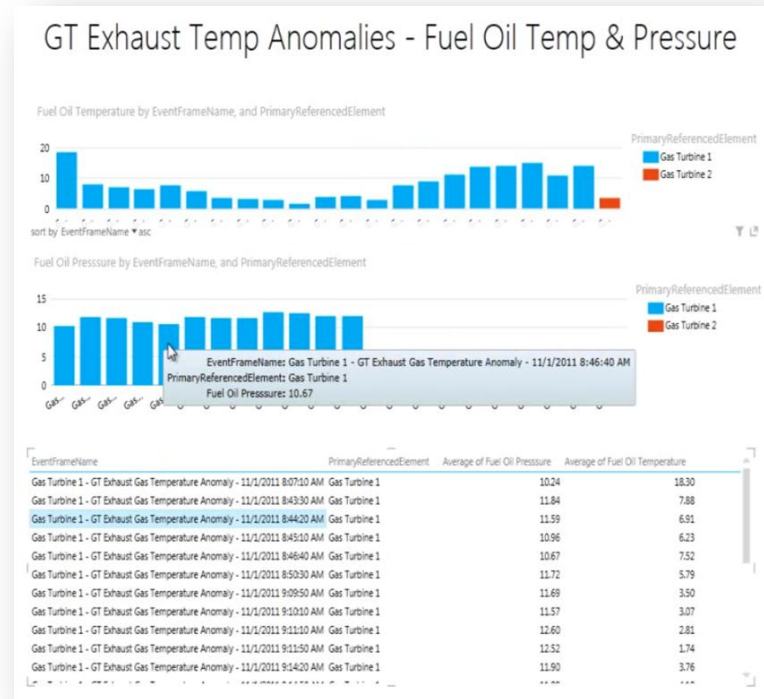 GT Exhaust Temp Anomalies - Fuel Oil Temp & Pressure
Fuel Oil Temperature by EventFrameName, and PrimaryReferencedElement
PrimaryReferencedElement
Gas Turbine 1
Gas Turbine 2
20
10
0
sort by EventFrameName ▾ asc
Fuel Oil Presssure by EventFrameName, and PrimaryReferencedElement
PrimaryReferencedElement
Gas Turbine 1
Gas Turbine 2
15
10
5
0
Gas... Gas... Gas... Gas... Gas
EventFrameName: Gas Turbine 1 - GT Exhaust Gas Temperature Anomaly - 11/1/2011 8:46:40 AM
PrimaryReferencedElement: Gas Turbine 1
Fuel Oil Presssure: 10.67
EventFrameName PrimaryReferencedElement Average of Fuel Oil Presssure Average of Fuel Oil Temperature
Gas Turbine 1 - GT Exhaust Gas Temperature Anomaly - 11/1/2011 8:07:10 AM Gas Turbine 1 10.24 18.30
Gas Turbine 1 - GT Exhaust Gas Temperature Anomaly - 11/1/2011 8:43:30 AM Gas Turbine 1 11.84 7.88
Gas Turbine 1 - GT Exhaust Gas Temperature Anomaly - 11/1/2011 8:44:20 AM Gas Turbine 1 11.59 6.91
Gas Turbine 1 - GT Exhaust Gas Temperature Anomaly - 11/1/2011 8:45:10 AM Gas Turbine 1 10.96 6.23
Gas Turbine 1 - GT Exhaust Gas Temperature Anomaly - 11/1/2011 8:46:40 AM Gas Turbine 1 10.67 7.52
Gas Turbine 1 - GT Exhaust Gas Temperature Anomaly - 11/1/2011 8:50:30 AM Gas Turbine 1 11.72 5.79
Gas Turbine 1 - GT Exhaust Gas Temperature Anomaly - 11/1/2011 9:09:50 AM Gas Turbine 1 11.69 3.50
Gas Turbine 1 - GT Exhaust Gas Temperature Anomaly - 11/1/2011 9:10:10 AM Gas Turbine 1 11.57 3.07
Gas Turbine 1 - GT Exhaust Gas Temperature Anomaly - 11/1/2011 9:11:10 AM Gas Turbine 1 12.60 2.81
Gas Turbine 1 - GT Exhaust Gas Temperature Anomaly - 11/1/2011 9:11:50 AM Gas Turbine 1 12.52 1.74
Gas Turbine 1 - GT Exhaust Gas Temperature Anomaly - 11/1/2011 9:14:20 AM Gas Turbine 1 11.90 3.76